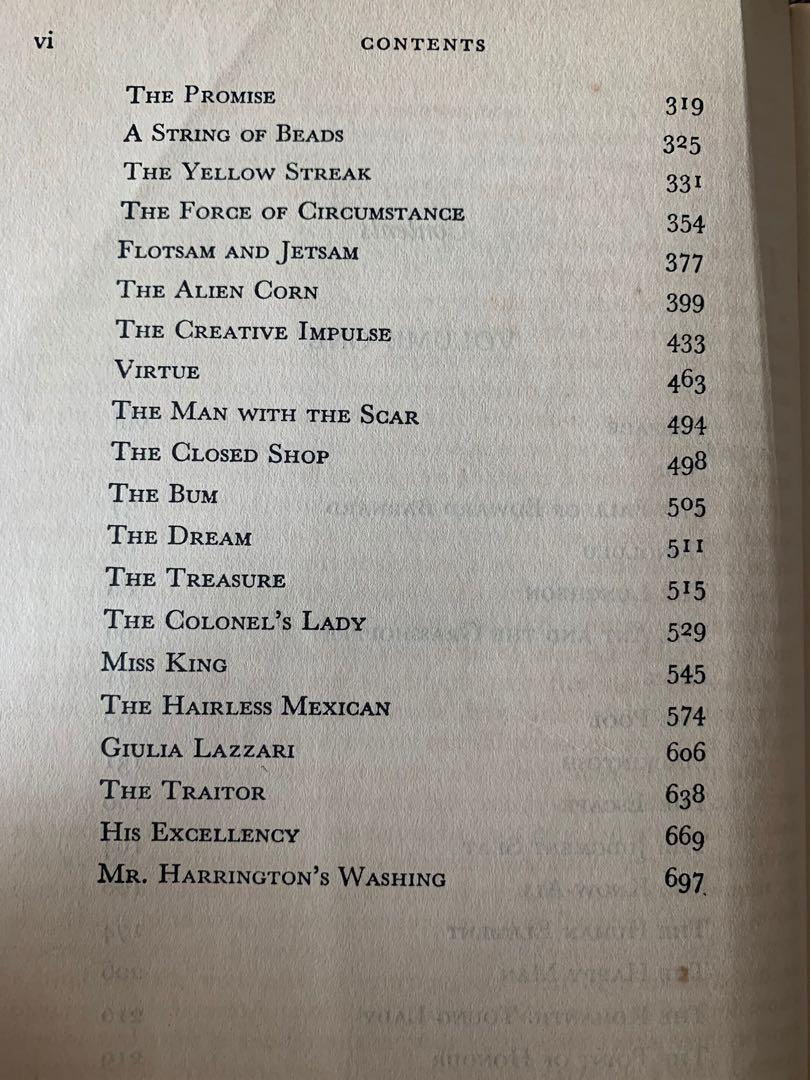 vi CONTENTS
The Promise 319
A String of Beads 325
The Yellow Streak 331
The Force of Circumstance 354
Flotsam and Jetsam 377
The Alien Corn 399
The Creative Impulse 433
Virtue 463
The Man with the Scar 494
The Closed Shop 498
The Bum 505
The Dream 511
The Treasure 515
The Colonel's Lady 529
Miss King 545
The Hairless Mexican 574
Giulia Lazzari 606
The Traitor 638
His Excellency 669
Mr. Harrington's Washing 697